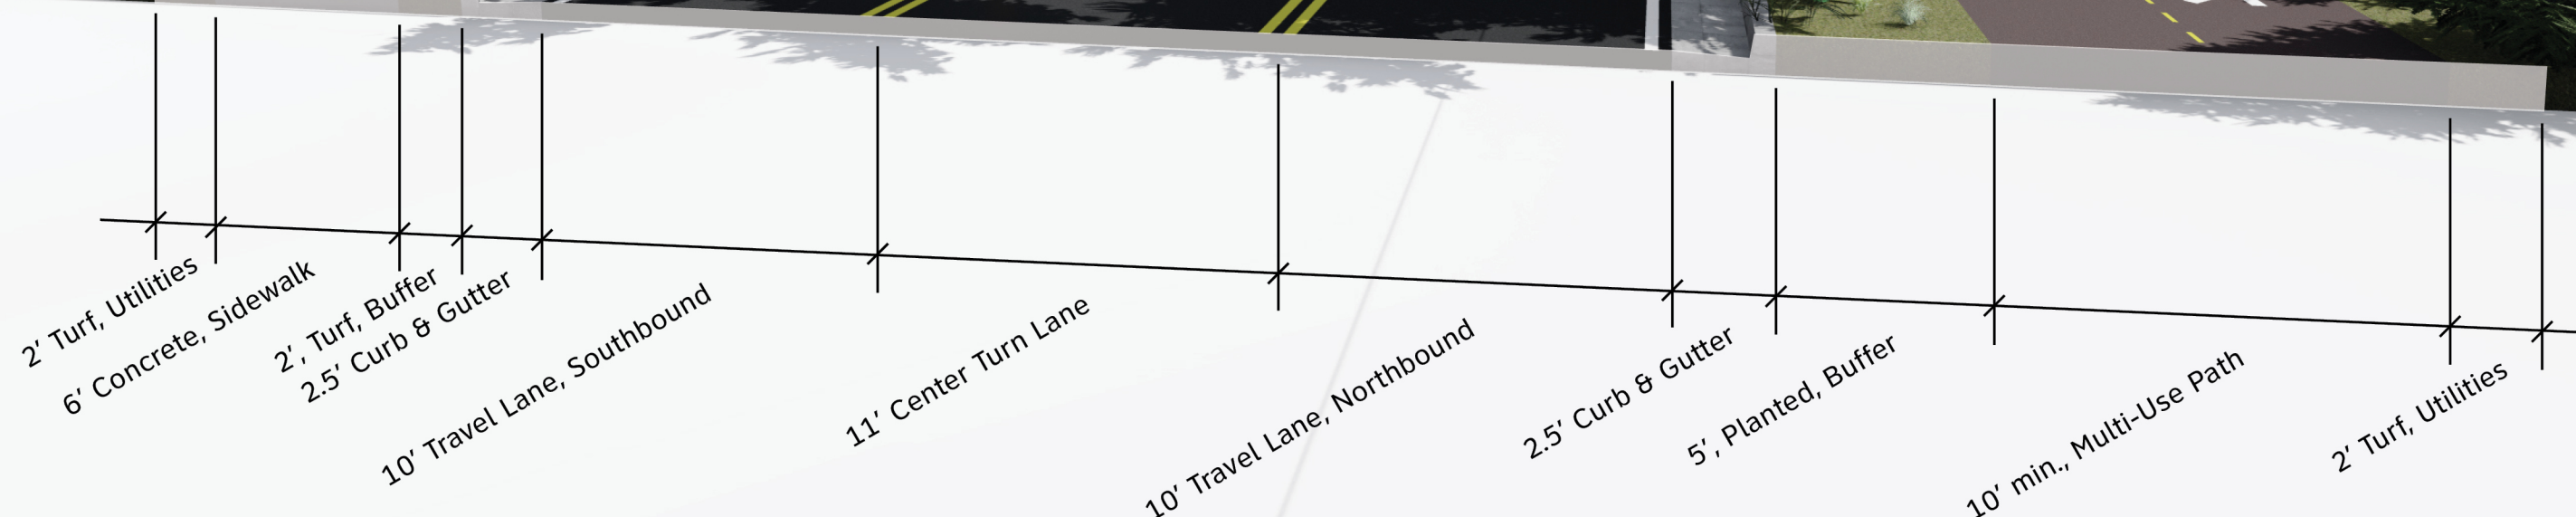 2’ Turf, Utilities
6’ Concrete, Sidewalk
2’, Turf, Buffer
2.5’ Curb & Gutter
10’ Travel Lane, Southbound
11’ Center Turn Lane
10’ Travel Lane, Northbound
2.5’ Curb & Gutter
5’, Planted, Buffer
10’ min., Multi-Use Path
2’ Turf, Utilities